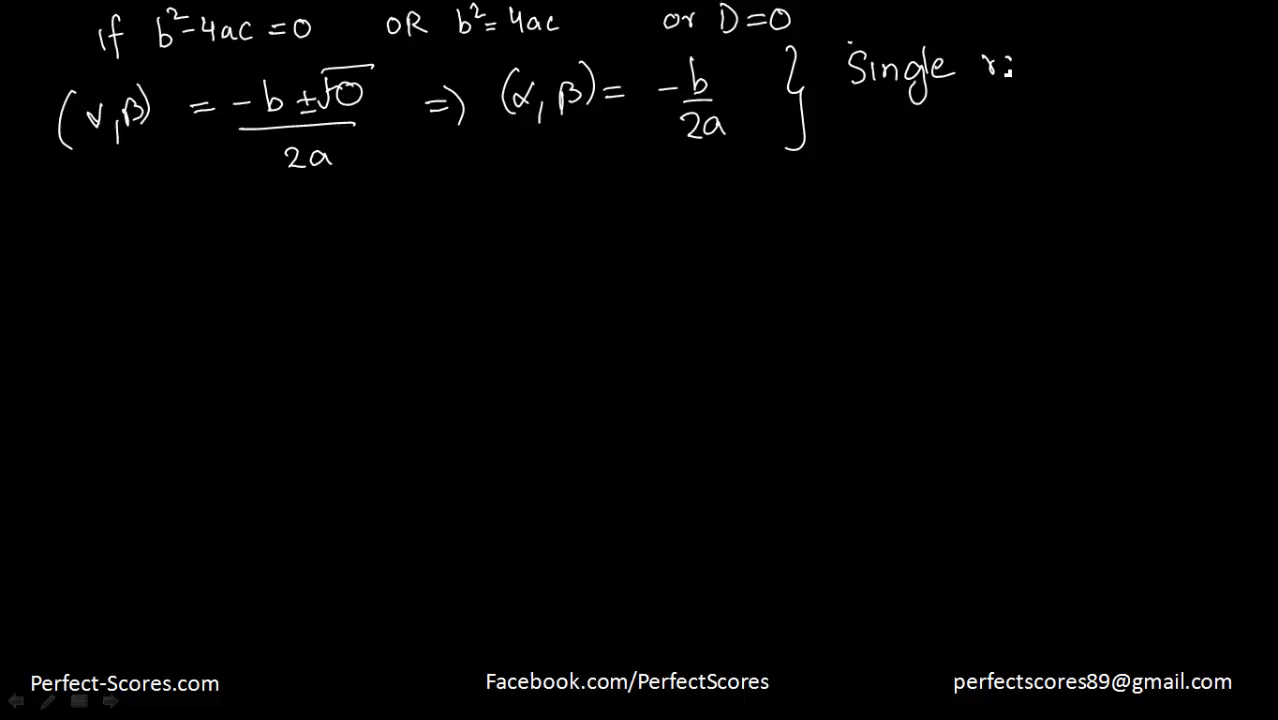 if b²-4ac = 0 OR b² = 4ac or D = 0
(α, β) = -b ± √0 / 2a => (α, β) = -b/2a } Single
Perfect-Scores.com Facebook.com/PerfectScores perfectscores89@gmail.com